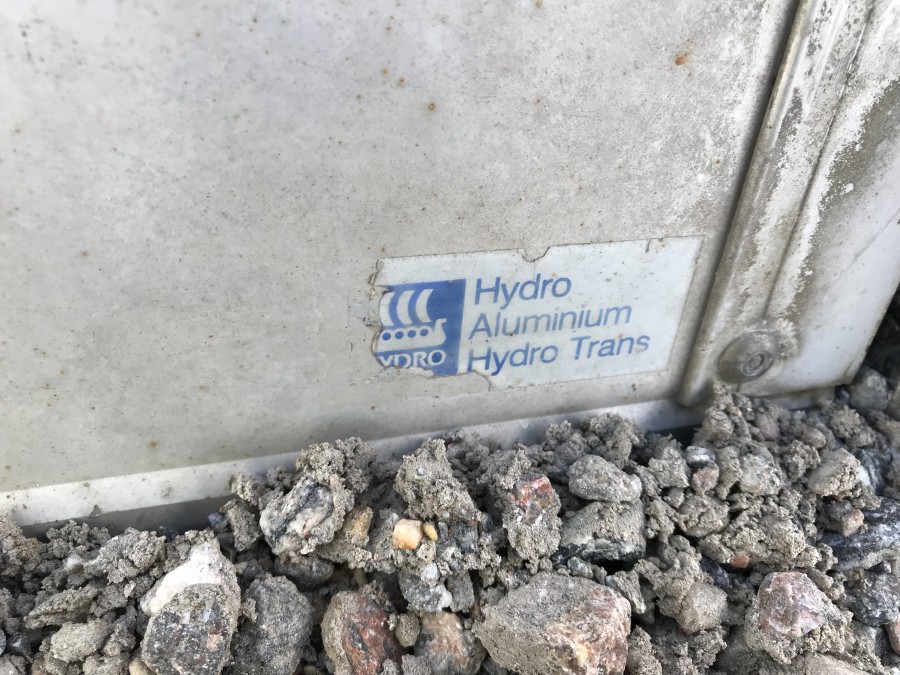 Hydro
Aluminium
Hydro Trans
YDRO